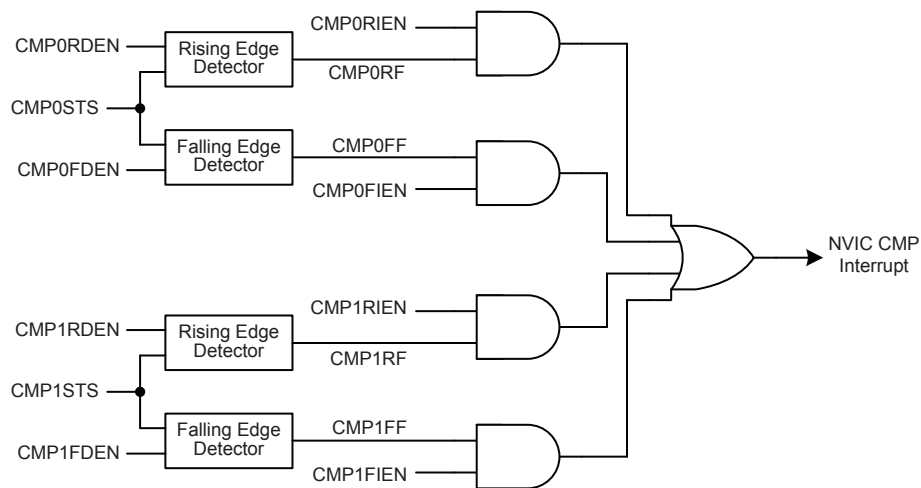 CMP0RIEN
CMP0RDEN
Rising Edge
Detector
CMP0RF
CMP0STS
CMP0FF
Falling Edge
Detector
CMP0FDEN
CMP0FIEN
NVIC CMP
Interrupt
CMP1RIEN
CMP1RDEN
Rising Edge
Detector
CMP1RF
CMP1STS
CMP1FF
Falling Edge
Detector
CMP1FDEN
CMP1FIEN